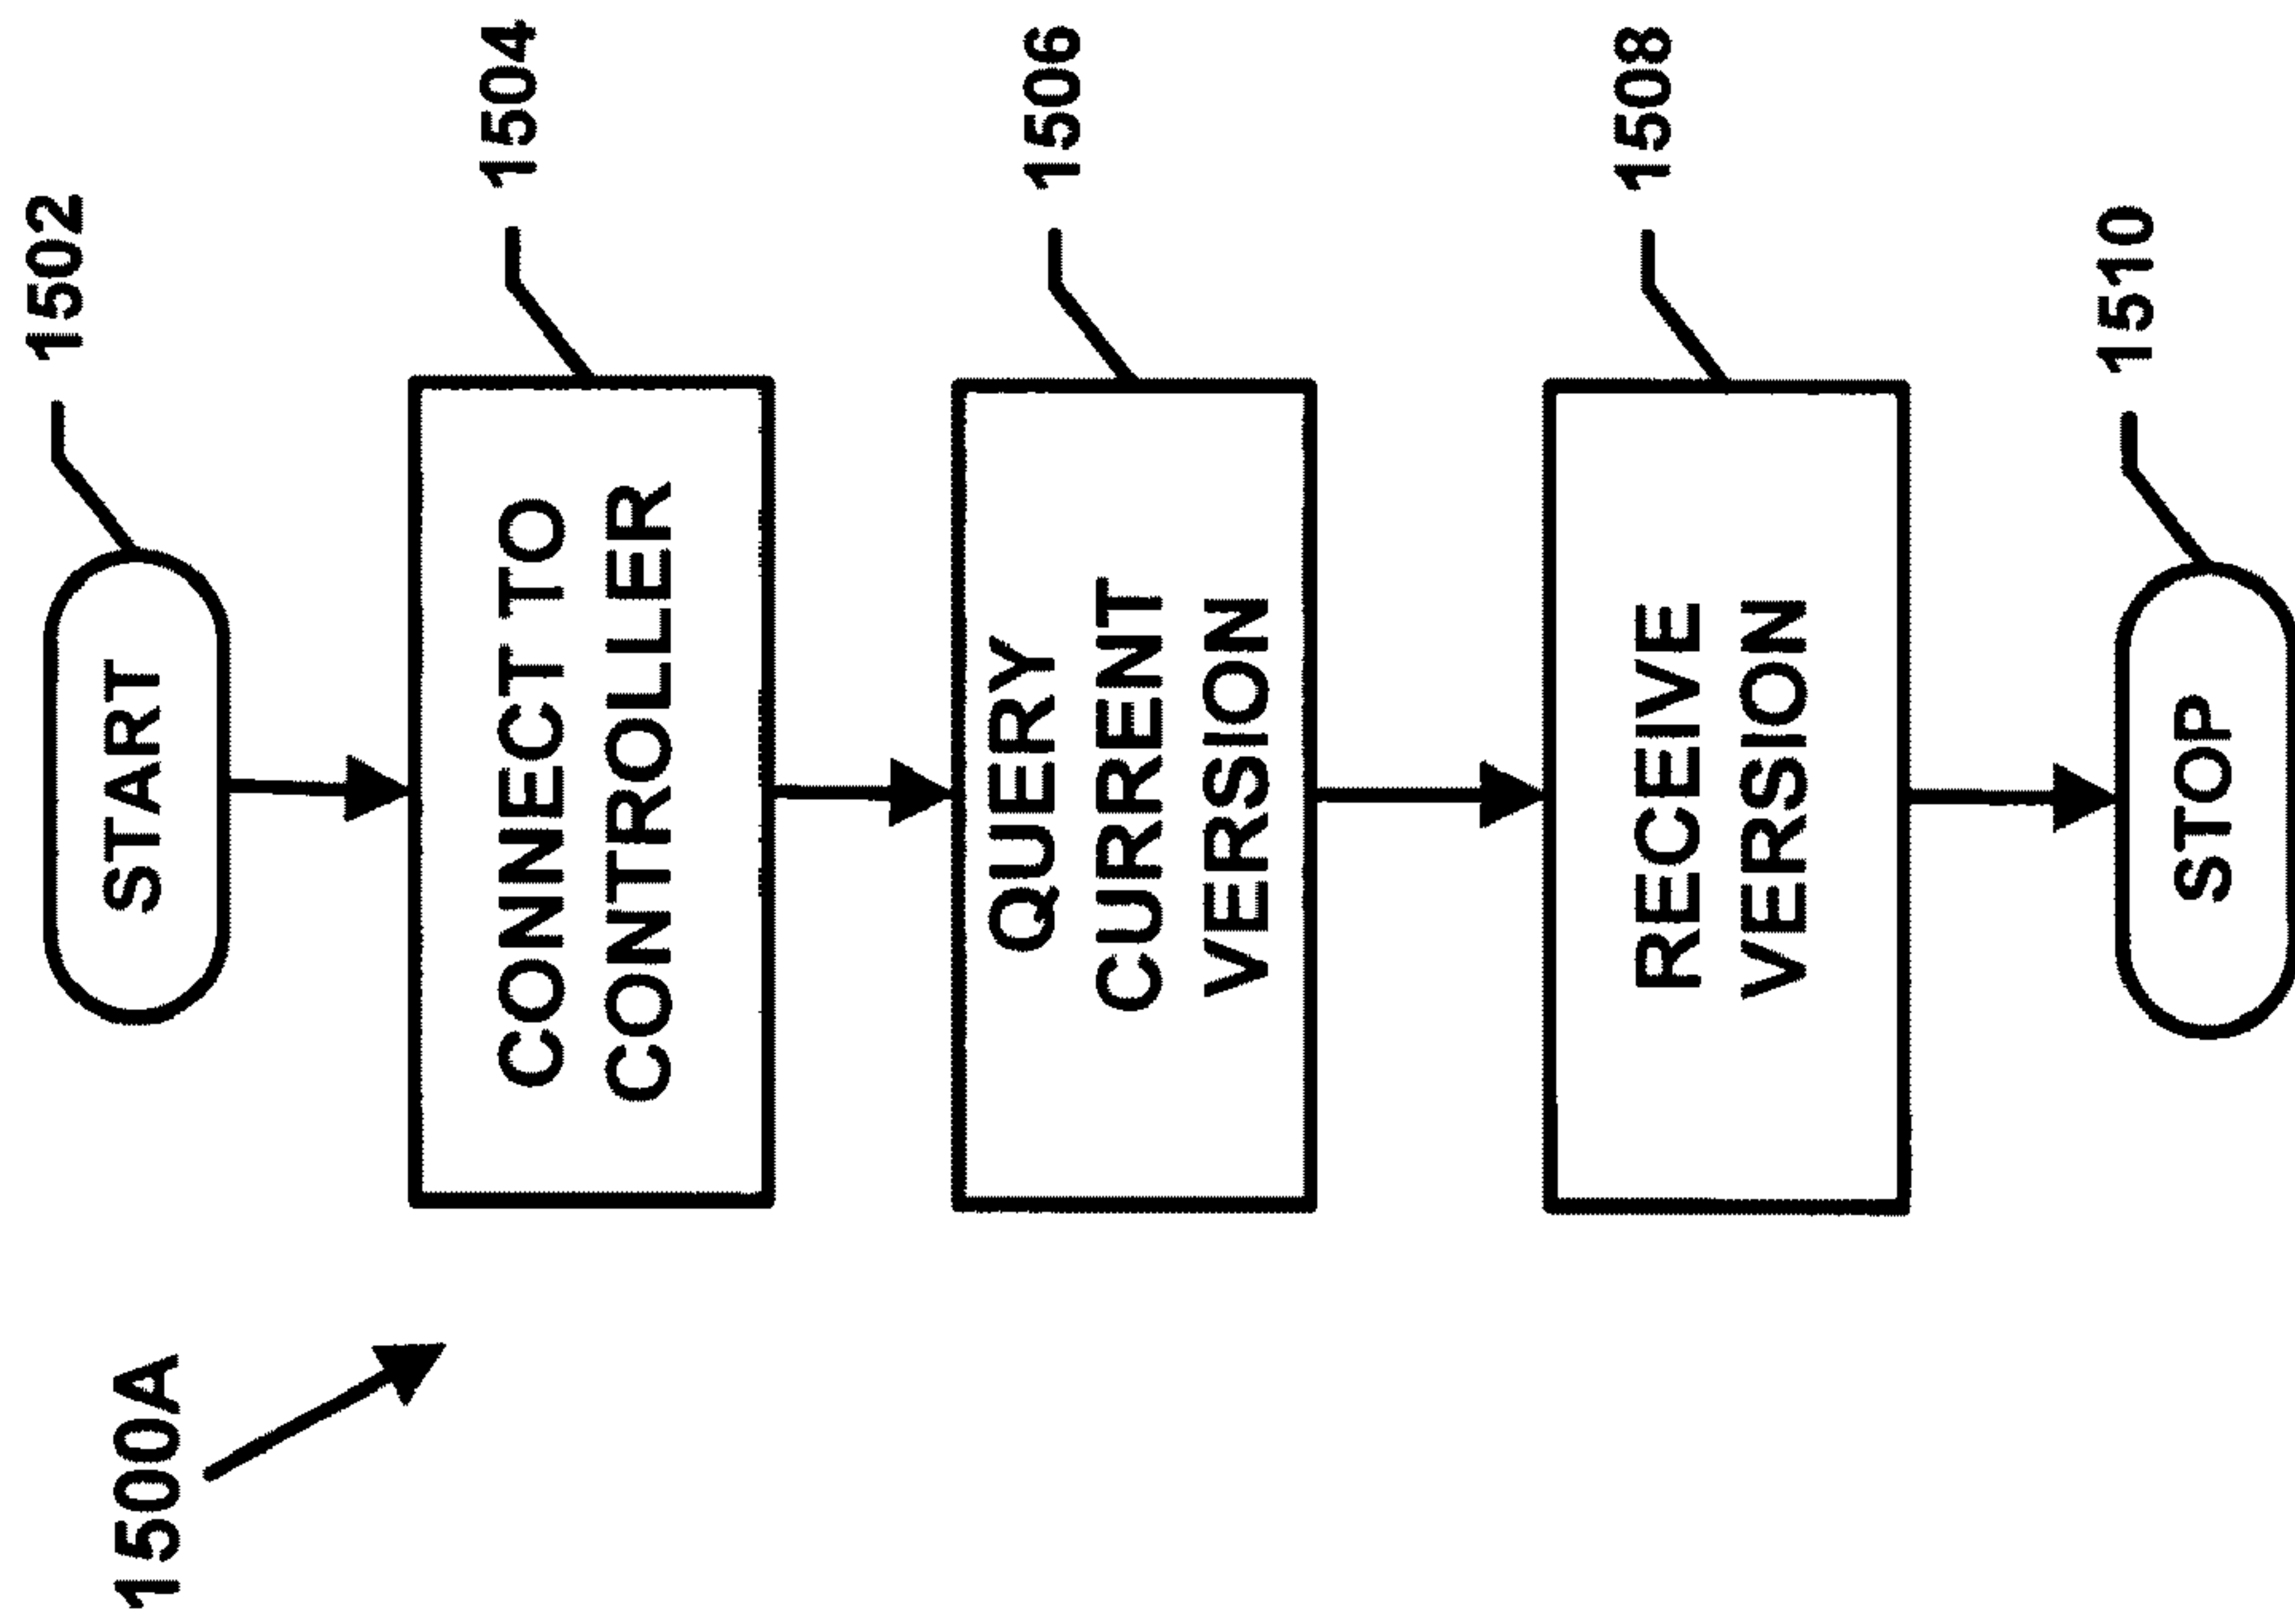 1500A
START
1502
CONNECT TO
CONTROLLER
1504
QUERY
CURRENT
VERSION
1506
RECEIVE
VERSION
1508
STOP
1510